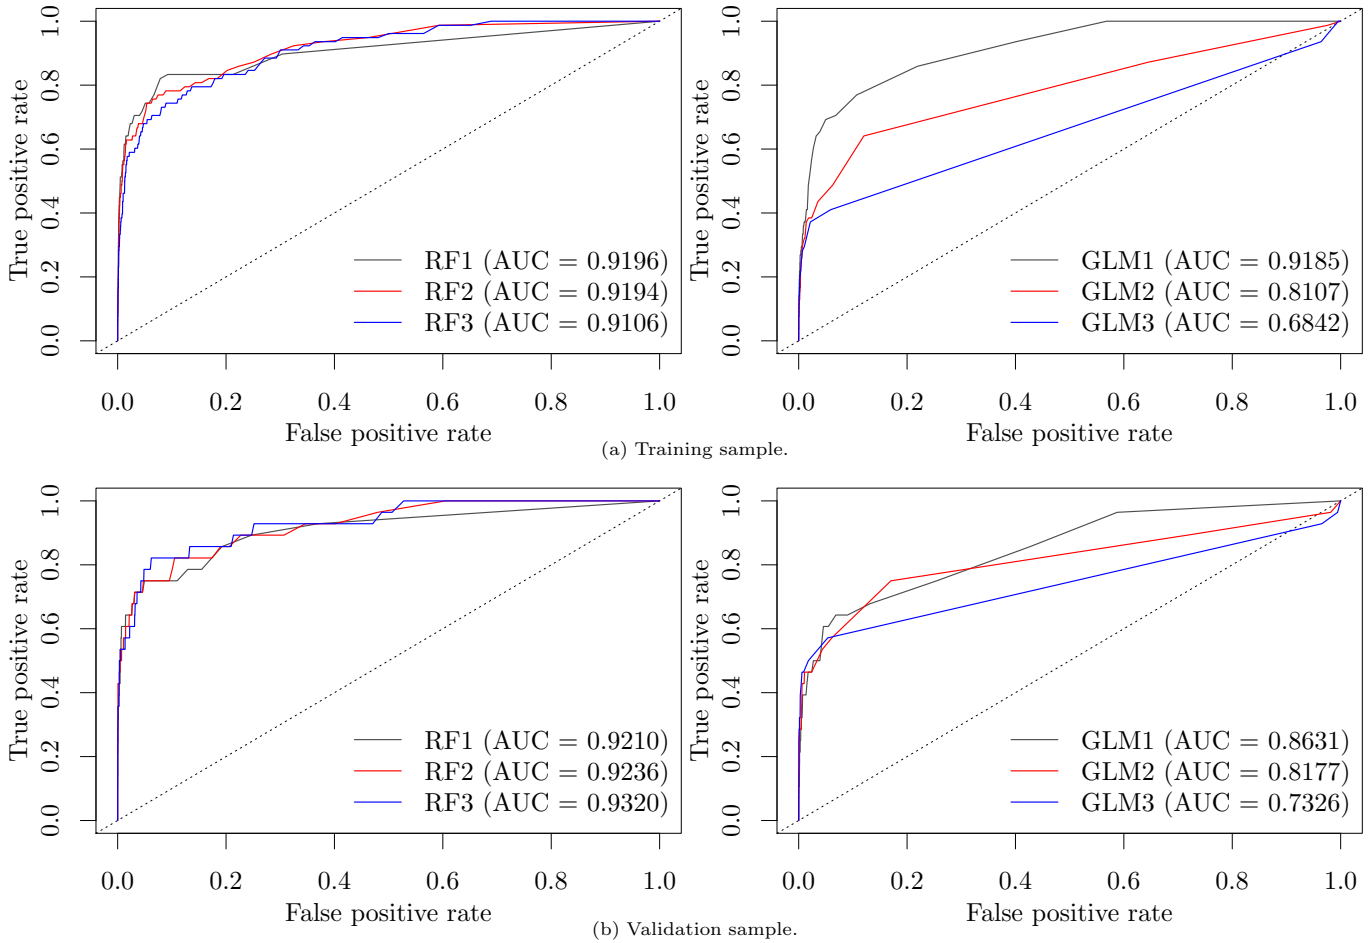 True positive rate
0.0 0.2 0.4 0.6 0.8 1.0
RF1 (AUC = 0.9196)
RF2 (AUC = 0.9194)
RF3 (AUC = 0.9106)
0.0 0.2 0.4 0.6 0.8 1.0
False positive rate
True positive rate
0.0 0.2 0.4 0.6 0.8 1.0
GLM1 (AUC = 0.9185)
GLM2 (AUC = 0.8107)
GLM3 (AUC = 0.6842)
0.0 0.2 0.4 0.6 0.8 1.0
False positive rate
(a) Training sample.
True positive rate
0.0 0.2 0.4 0.6 0.8 1.0
RF1 (AUC = 0.9210)
RF2 (AUC = 0.9236)
RF3 (AUC = 0.9320)
0.0 0.2 0.4 0.6 0.8 1.0
False positive rate
True positive rate
0.0 0.2 0.4 0.6 0.8 1.0
GLM1 (AUC = 0.8631)
GLM2 (AUC = 0.8177)
GLM3 (AUC = 0.7326)
0.0 0.2 0.4 0.6 0.8 1.0
False positive rate
(b) Validation sample.